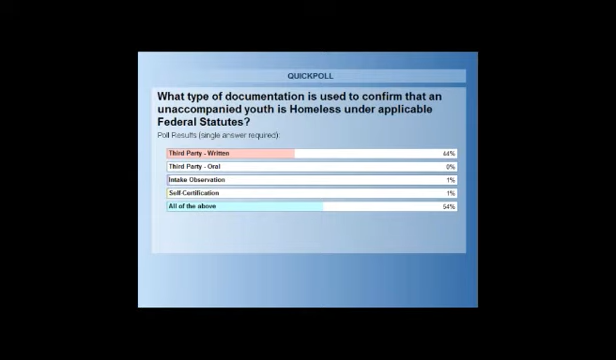 QUICKPOLL
What type of documentation is used to confirm that an
unaccompanied youth is Homeless under applicable
Federal Statutes?
Poll Results (single answer required):
Third Party - Written 44%
Third Party - Oral 0%
Intake Observation 1%
Self-Certification 1%
All of the above 54%